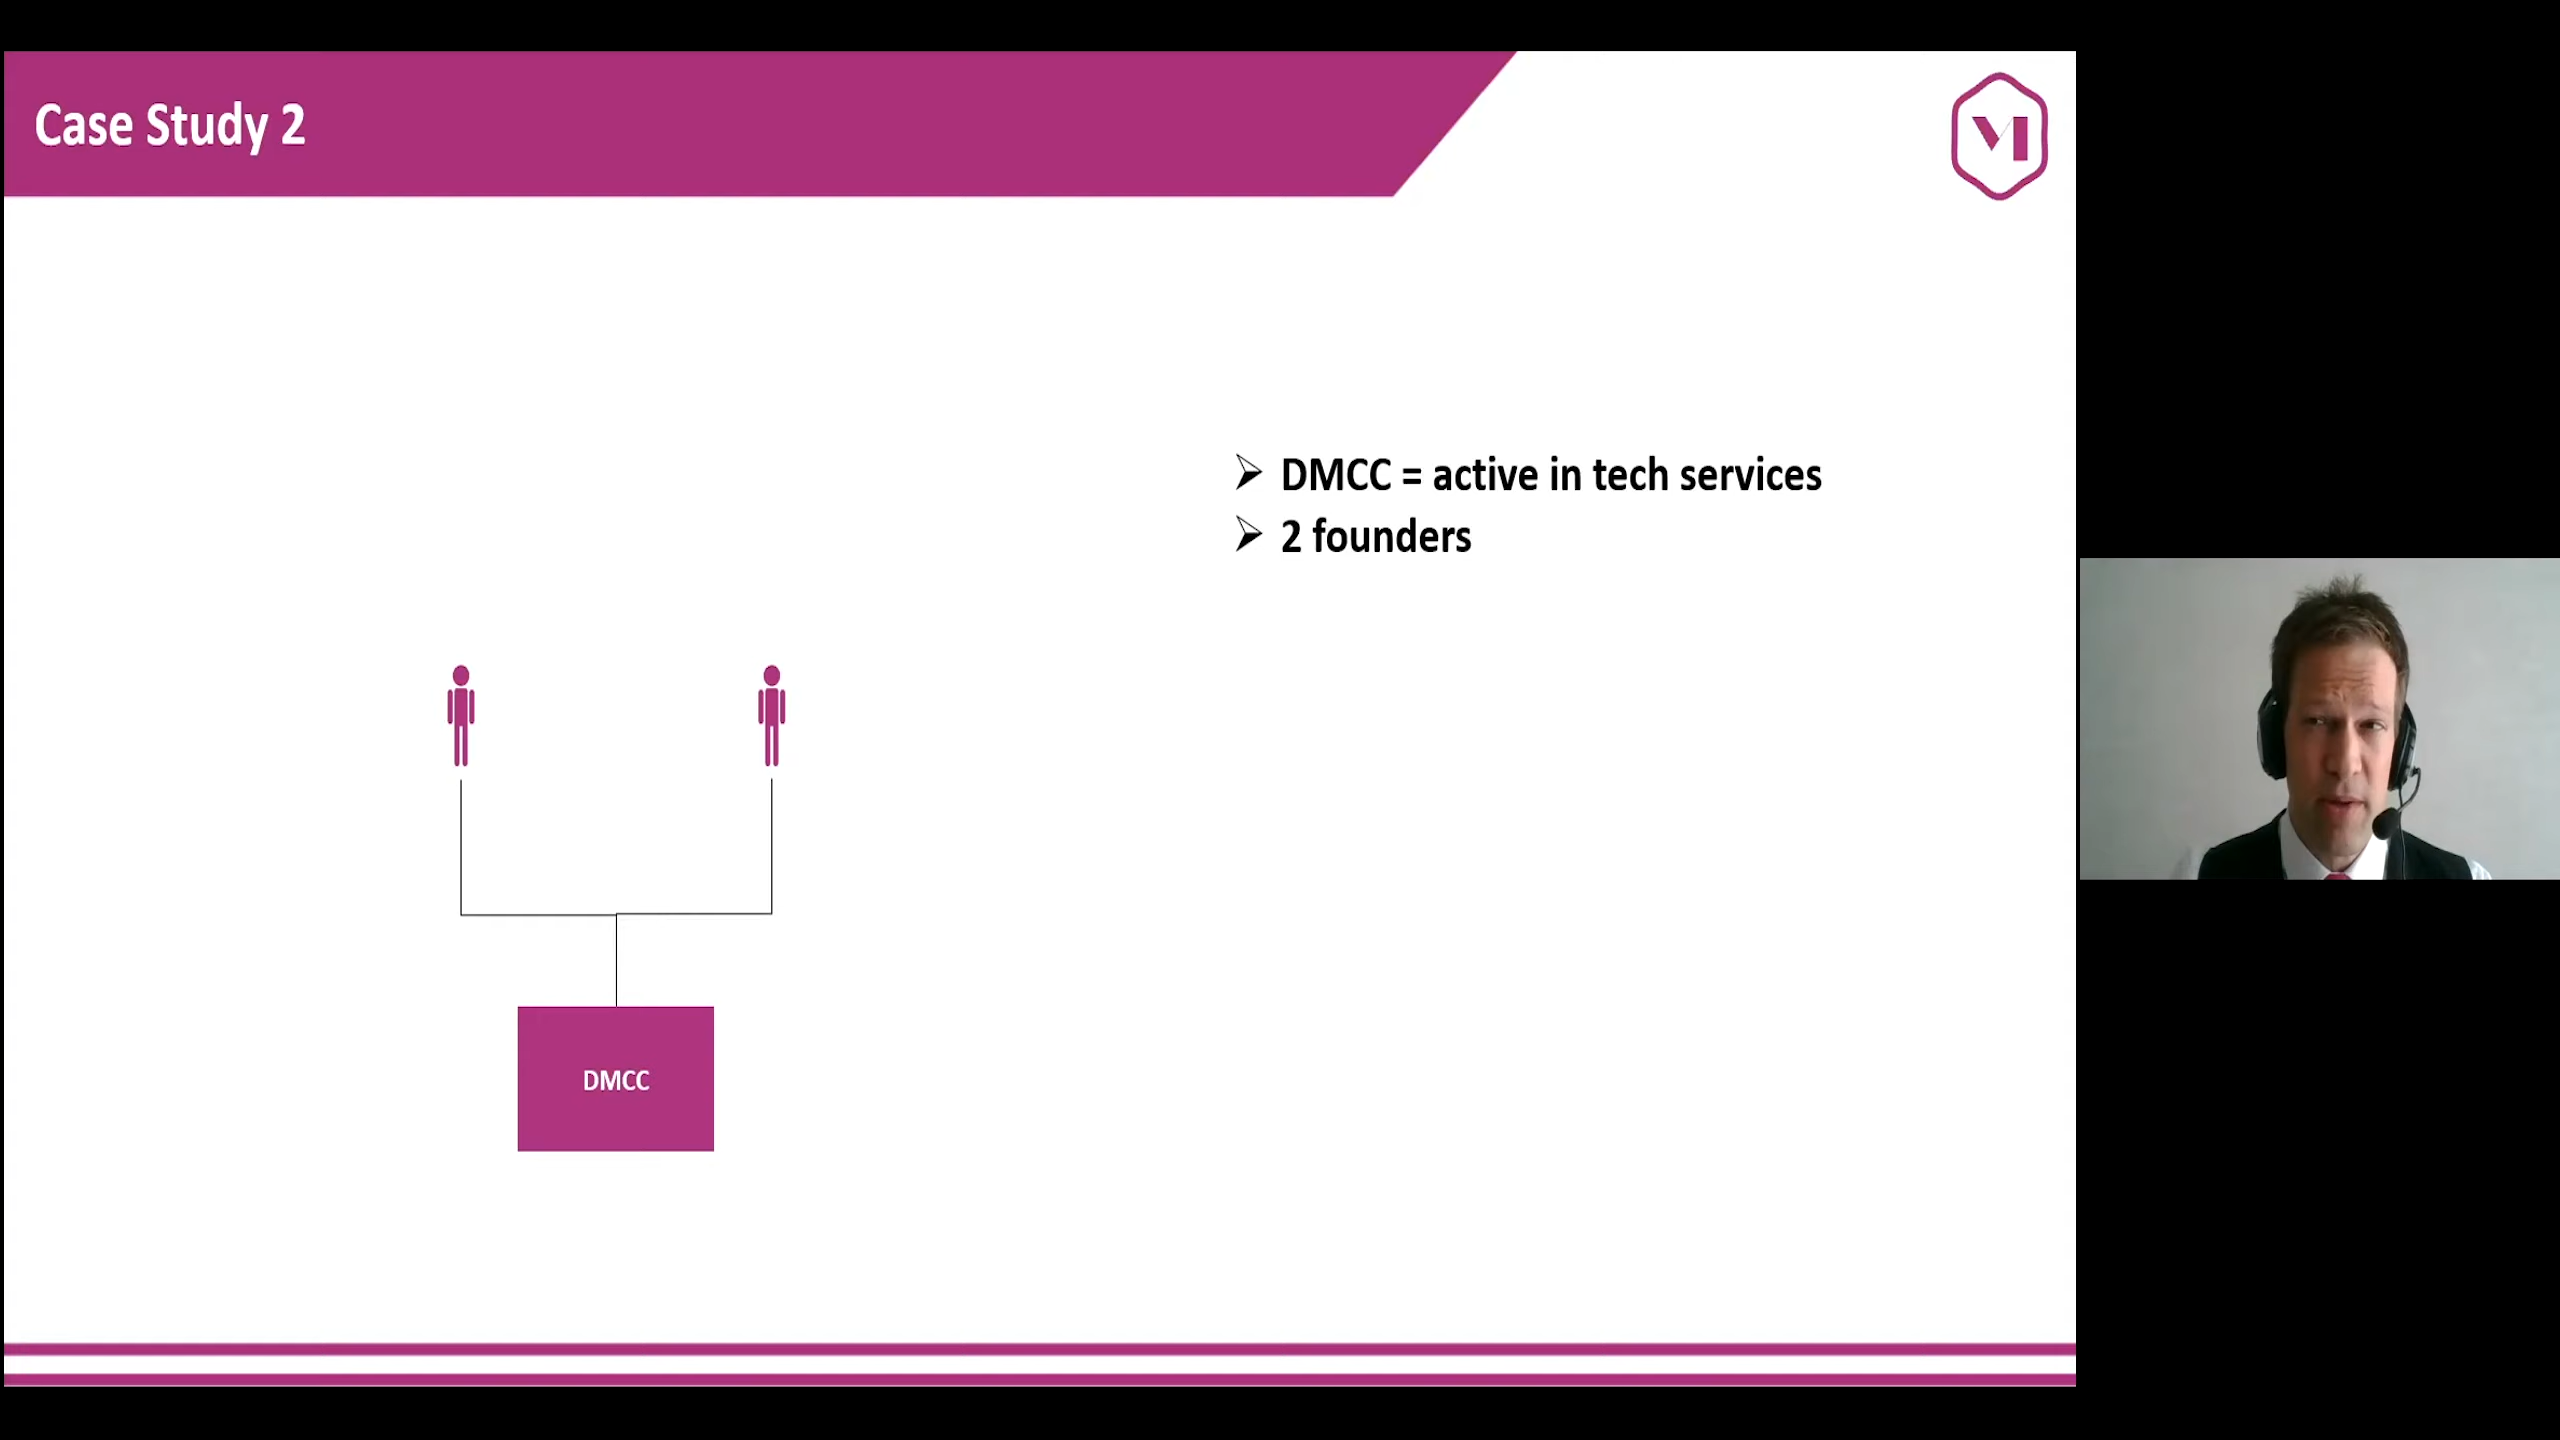 Case Study 2
DMCC = active in tech services
2 founders
DMCC